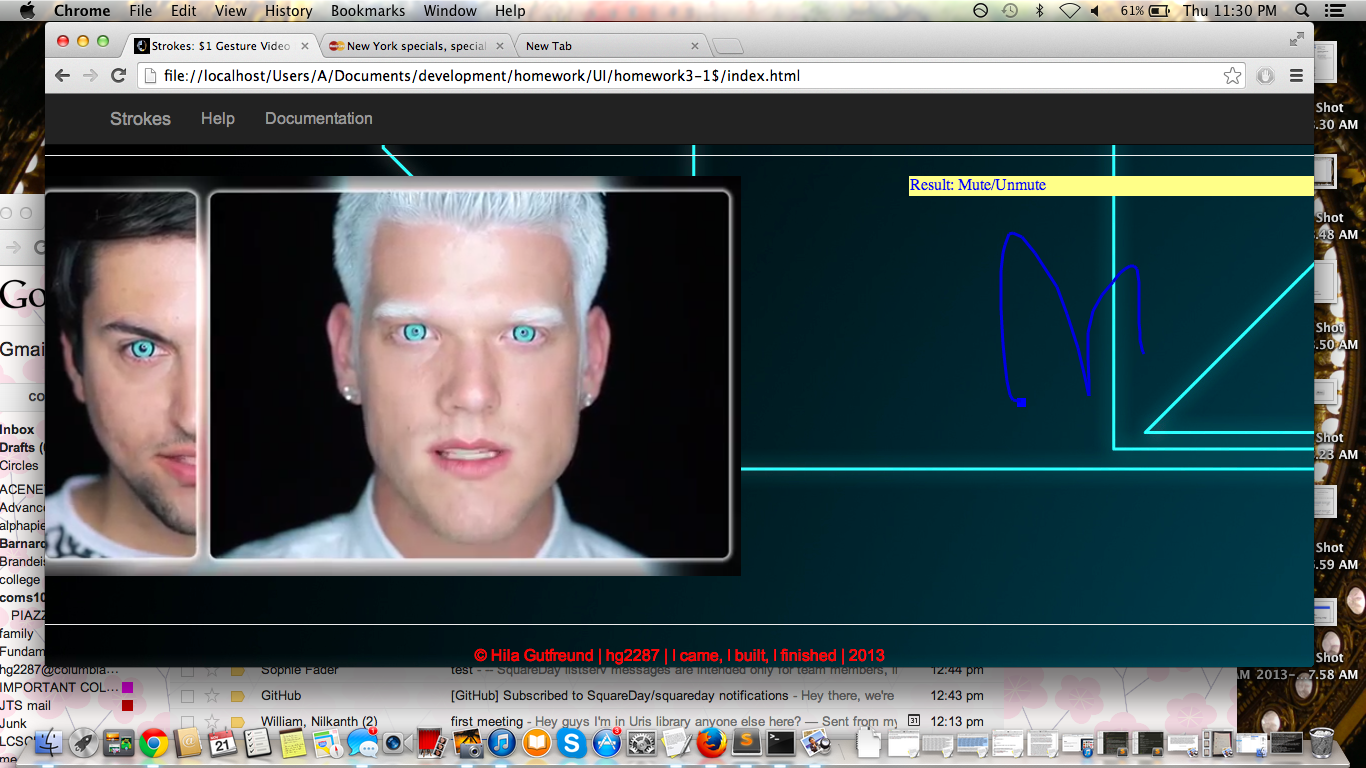 Chrome File Edit View History Bookmarks Window Help 61% Thu 11:30 PM
Strokes: $1 Gesture Video New York specials, special New Tab
file://localhost/Users/A/Documents/development/homework/UI/homework3-1$/index.html
Strokes Help Documentation
Result: Mute/Unmute
Shot
.30 AM
Shot
.48 AM
Shot
.50 AM
Shot
.23 AM
Shot
.59 AM
Shot
AM 2013-...7.58 AM
Go
Gmai
co
Inbox
Drafts (
Circles
ACENE
Advanc
alphapie
Barnar
Brandei
college
coms10
PIAZZ
family
Fundam
hg2287@columbia...
IMPORTANT COL...
JTS mail
Junk
LCSC
me
© Hila Gutfreund | hg2287 | I came, I built, I finished | 2013
Sophie Fader test - – SquareDay listserv messages are intended only for team members, 12:44 pm
GitHub [GitHub] Subscribed to SquareDay/squareday notifications - Hey there, we're 12:43 pm
William, Nilkanth (2) first meeting - Hey guys I'm in Uris library anyone else here? — Sent from my 31 12:13 pm
21